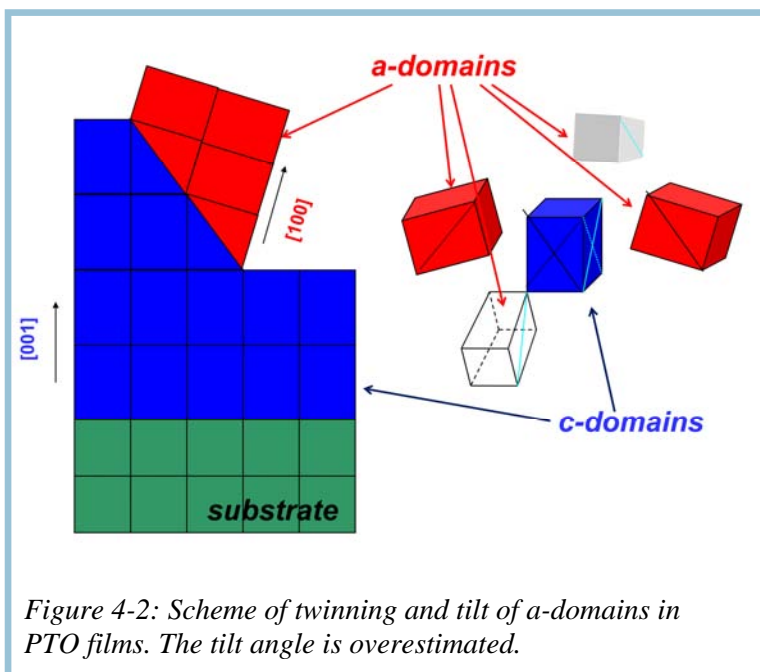 a-domains
[100]
[001]
c-domains
substrate
Figure 4-2: Scheme of twinning and tilt of a-domains in
PTO films. The tilt angle is overestimated.